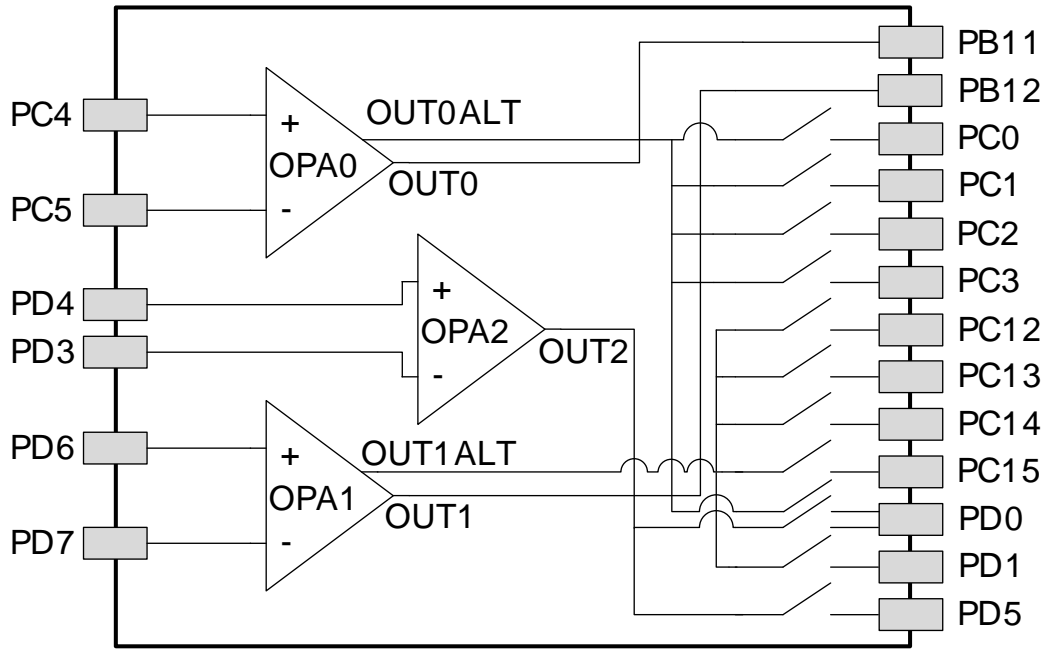 PB11
PB12
PC4
+
OUT0ALT
PC0
OPA0
OUT0
PC1
PC5
-
PC2
PD4
+
PC3
OPA2
PD3
OUT2
PC12
-
PC13
PD6
+
OUT1ALT
PC14
OPA1
PC15
OUT1
PD0
PD7
-
PD1
PD5